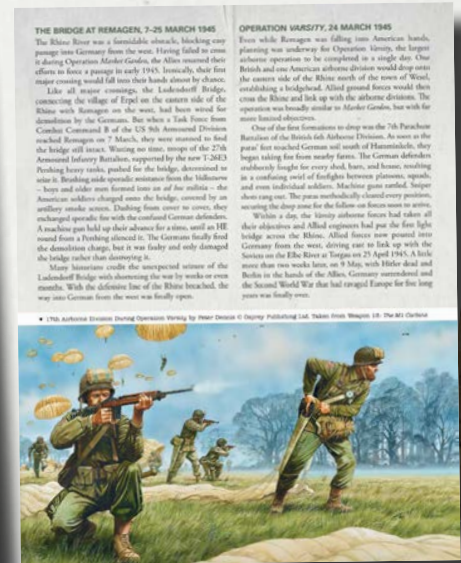 THE BRIDGE AT REMAGEN, 7–25 MARCH 1945
The Rhine River was a formidable obstacle, blocking easy
passage into Germany from the west. Having failed to cross
it during Operation Market Garden, the Allies renewed their
efforts to force a passage in early 1945. Ironically, their first
major crossing would fall into their hands almost by chance.
Like all major crossings, the Ludendorff Bridge,
connecting the village of Erpel on the eastern side of the
Rhine with Remagen on the west, had been wired for
demolition by the Germans. But when a Task Force from
Combat Command B of the US 9th Armoured Division
reached Remagen on 7 March, they were stunned to find
the bridge still intact. Wasting no time, troops of the 27th
Armoured Infantry Battalion, supported by the new T-26E3
Pershing heavy tanks, pushed for the bridge, determined to
seize it. Brushing aside sporadic resistance from the
– boys and older men formed into an ad hoc militia – the
American soldiers charged onto the bridge, covered by an
artillery smoke screen. Dashing from cover to cover, they
exchanged sporadic fire with the confused German defenders.
A machine gun held up their advance for a time, until an HE
round from a Pershing silenced it. The Germans finally fired
the demolition charge, but it was faulty and only damaged
the bridge rather than destroying it.
Many historians credit the unexpected seizure of the
Ludendorff Bridge with shortening the war by weeks or even
months. With the defensive line of the Rhine breached, the
way into German from the west was finally open.
OPERATION VARSITY, 24 MARCH 1945
Even while Remagen was falling into American hands,
planning was underway for Operation Varsity, the largest
airborne operation to be completed in a single day. One
British and one American airborne division would drop onto
the eastern side of the Rhine north of the town of Wesel,
establishing a bridgehead. Allied ground forces would then
cross the Rhine and link up with the airborne divisions. The
operation was broadly similar to Market Garden, but with far
more limited objectives.
One of the first formations to drop was the 7th Parachute
Battalion of the British 6th Airborne Division. As soon as the
paras' feet touched German soil south of Hamminkeln, they
began taking fire from nearby farms. The German defenders
stubbornly fought for every shed, barn, and house, resulting
in a confusing swirl of firefights between platoons, squads,
and even individual soldiers. Machine guns rattled. Sniper
shots rang out. The paras methodically cleared every position,
securing the drop zone for the follow-on forces soon to arrive.
Within a day, the Varsity airborne forces had taken all
their objectives and Allied engineers had put the first light
bridge across the Rhine. Allied forces now poured into
Germany from the west, driving east to link up with the
Soviets on the Elbe River at Torgau on 25 April 1945. A little
more than two weeks later, on 9 May, with Hitler dead and
Berlin in the hands of the Allies, Germany surrendered and
the Second World War that had ravaged Europe for five long
years was finally over.
17th Airborne Division During Operation Varsity by Peter Dennis © Osprey Publishing Ltd. Taken from Weapon 13: The M1 Carbine